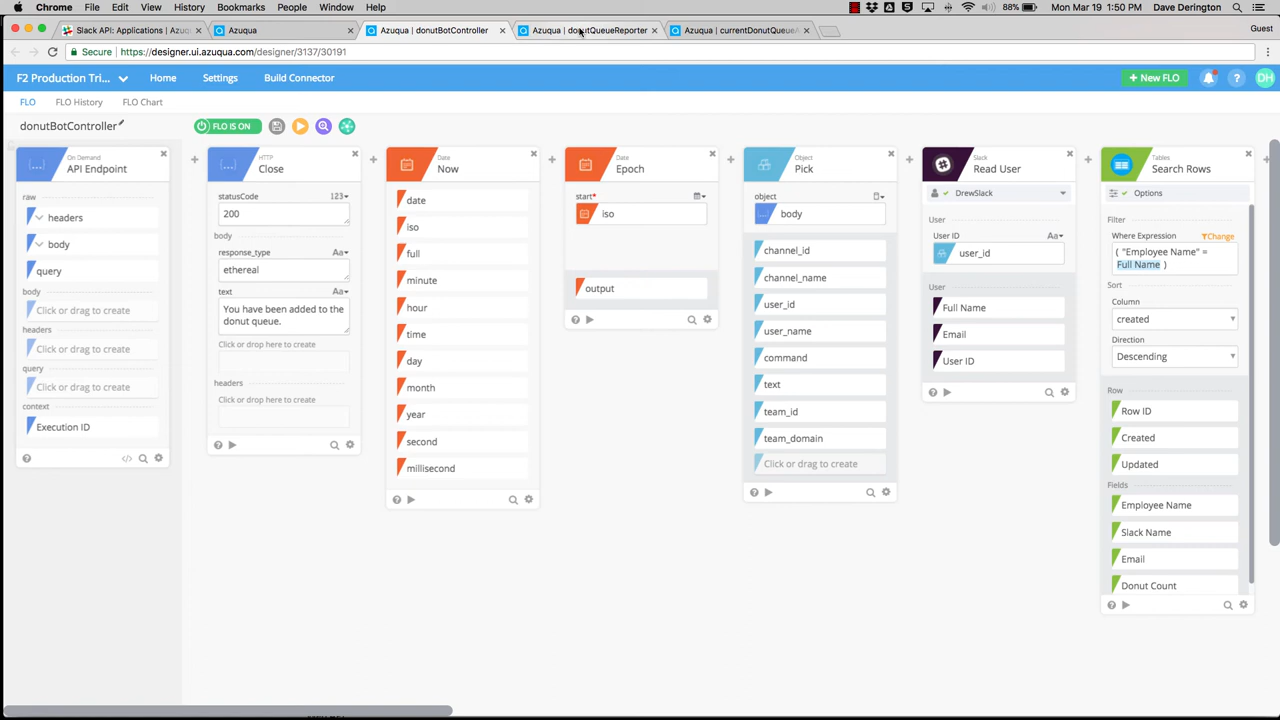 Chrome File Edit View History Bookmarks People Window Help 88% Mon Mar 19 1:50 PM Dave Derington
Slack API: Applications | Azuqua
Azuqua
Azuqua | donutBotController
Azuqua | donutQueueReporter
Azuqua | currentDonutQueueA
Guest
Secure https://designer.ui.azuqua.com/designer/3137/30191
F2 Production Tri... Home Settings Build Connector + New FLO ? DH
FLO FLO History FLO Chart
donutBotController FLO IS ON
On Demand
API Endpoint
raw
headers
body
query
body
Click or drag to create
headers
Click or drag to create
query
Click or drag to create
context
Execution ID
HTTP
Close
statusCode 123
200
body
response_type Aa
ethereal
text Aa
You have been added to the
donut queue.
Click or drop here to create
headers
Click or drop here to create
Date
Now
date
iso
full
minute
hour
time
day
month
year
second
millisecond
Date
Epoch
start*
iso
output
Object
Pick
object
body
channel_id
channel_name
user_id
user_name
command
text
team_id
team_domain
Click or drag to create
Slack
Read User
DrewSlack
User
User ID Aa
user_id
User
Full Name
Email
User ID
Tables
Search Rows
Options
Filter
Where Expression Change
( "Employee Name" =
Full Name )
Sort
Column
created
Direction
Descending
Row
Row ID
Created
Updated
Fields
Employee Name
Slack Name
Email
Donut Count